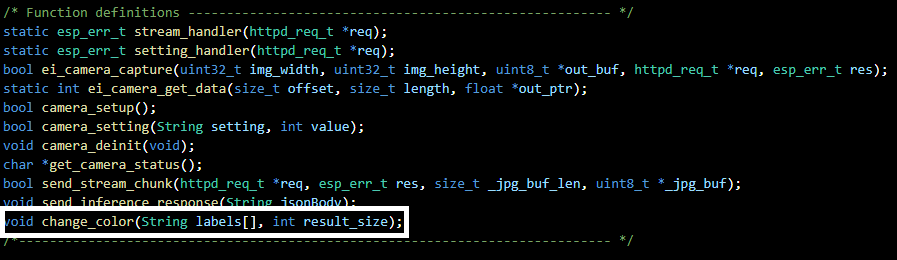 /* Function definitions ------------------------------------------------------- */
static esp_err_t stream_handler(httpd_req_t *req);
static esp_err_t setting_handler(httpd_req_t *req);
bool ei_camera_capture(uint32_t img_width, uint32_t img_height, uint8_t *out_buf, httpd_req_t *req, esp_err_t res);
static int ei_camera_get_data(size_t offset, size_t length, float *out_ptr);
bool camera_setup();
bool camera_setting(String setting, int value);
void camera_deinit(void);
char *get_camera_status();
bool send_stream_chunk(httpd_req_t *req, esp_err_t res, size_t _jpg_buf_len, uint8_t *_jpg_buf);
void send_inference_response(String jsonBody);
void change_color(String labels[], int result_size);
/*----------------------------------------------------------------------------- */